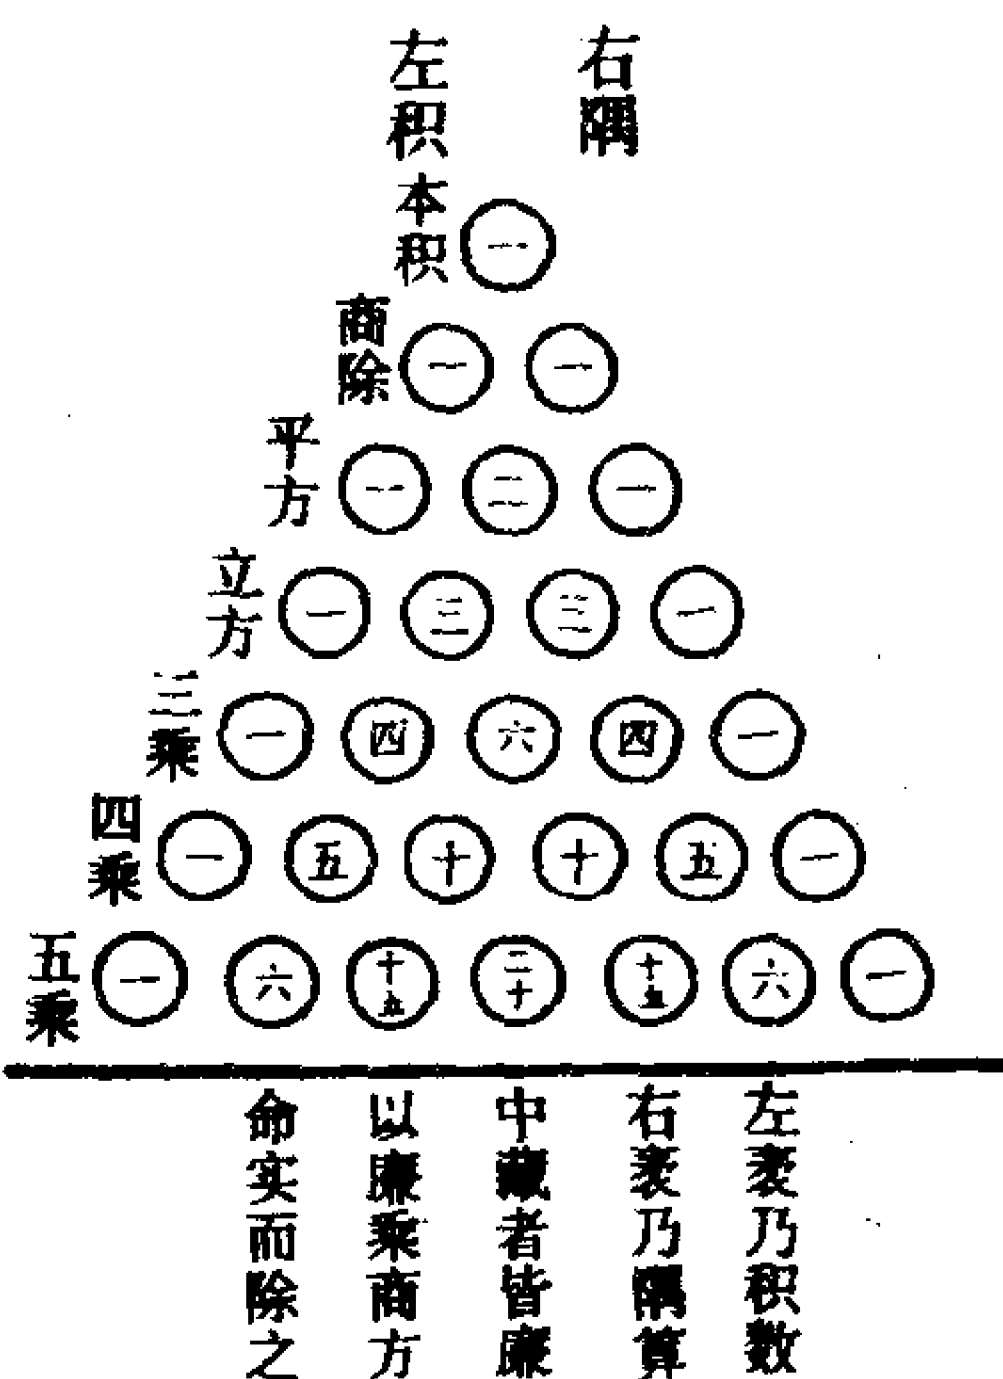 左积
右隅
本积
一
商除
一 一
平方
一 二 一
立方
一 三 三 一
三乘
一 四 六 四 一
四乘
一 五 十 十 五 一
五乘
一 六 十五 二十 十五 六 一
左袤乃积数
右袤乃隅算
中藏者皆廉
以廉乘商方
命实而除之